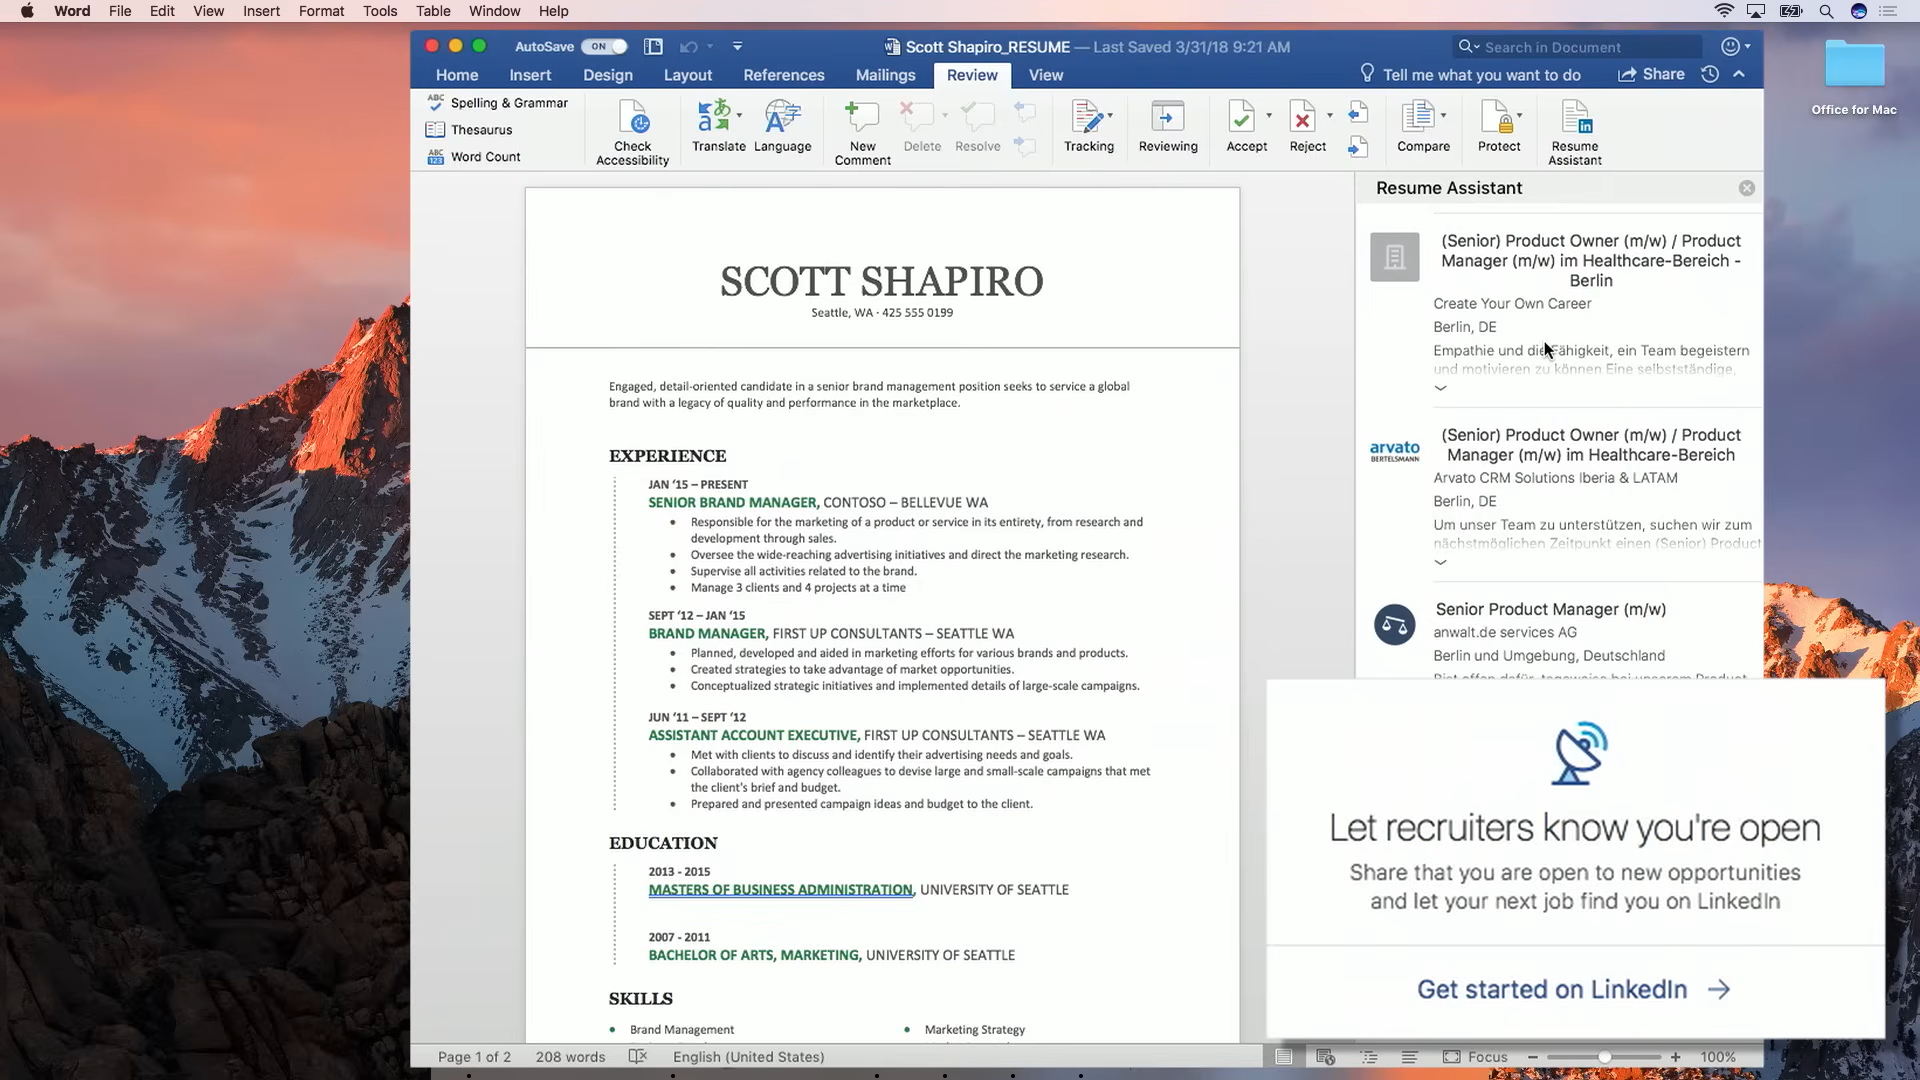 Word File Edit View Insert Format Tools Table Window Help
AutoSave ON Scott Shapiro_RESUME — Last Saved 3/31/18 9:21 AM Search in Document
Home Insert Design Layout References Mailings Review View Tell me what you want to do Share
Office for Mac
ABC Spelling & Grammar
Thesaurus
ABC 123 Word Count
Check Accessibility
Translate
Language
New Comment
Delete
Resolve
Tracking
Reviewing
Accept
Reject
Compare
Protect
Resume Assistant
SCOTT SHAPIRO
Seattle, WA · 425 555 0199
Engaged, detail-oriented candidate in a senior brand management position seeks to service a global
brand with a legacy of quality and performance in the marketplace.
EXPERIENCE
JAN ‘15 – PRESENT
SENIOR BRAND MANAGER, CONTOSO – BELLEVUE WA
• Responsible for the marketing of a product or service in its entirety, from research and
development through sales.
• Oversee the wide-reaching advertising initiatives and direct the marketing research.
• Supervise all activities related to the brand.
• Manage 3 clients and 4 projects at a time
SEPT ‘12 – JAN ‘15
BRAND MANAGER, FIRST UP CONSULTANTS – SEATTLE WA
• Planned, developed and aided in marketing efforts for various brands and products.
• Created strategies to take advantage of market opportunities.
• Conceptualized strategic initiatives and implemented details of large-scale campaigns.
JUN ‘11 – SEPT ‘12
ASSISTANT ACCOUNT EXECUTIVE, FIRST UP CONSULTANTS – SEATTLE WA
• Met with clients to discuss and identify their advertising needs and goals.
• Collaborated with agency colleagues to devise large and small-scale campaigns that met
the client’s brief and budget.
• Prepared and presented campaign ideas and budget to the client.
EDUCATION
2013 - 2015
MASTERS OF BUSINESS ADMINISTRATION, UNIVERSITY OF SEATTLE
2007 - 2011
BACHELOR OF ARTS, MARKETING, UNIVERSITY OF SEATTLE
SKILLS
• Brand Management • Marketing Strategy
Resume Assistant
(Senior) Product Owner (m/w) / Product
Manager (m/w) im Healthcare-Bereich -
Berlin
Create Your Own Career
Berlin, DE
Empathie und die Fähigkeit, ein Team begeistern
und motivieren zu können Eine selbstständige,
arvato
BERTELSMANN
(Senior) Product Owner (m/w) / Product
Manager (m/w) im Healthcare-Bereich
Arvato CRM Solutions Iberia & LATAM
Berlin, DE
Um unser Team zu unterstützen, suchen wir zum
nächstmöglichen Zeitpunkt einen (Senior) Product
Senior Product Manager (m/w)
anwalt.de services AG
Berlin und Umgebung, Deutschland
Let recruiters know you're open
Share that you are open to new opportunities
and let your next job find you on LinkedIn
Get started on LinkedIn →
Page 1 of 2 208 words English (United States) Focus 100%